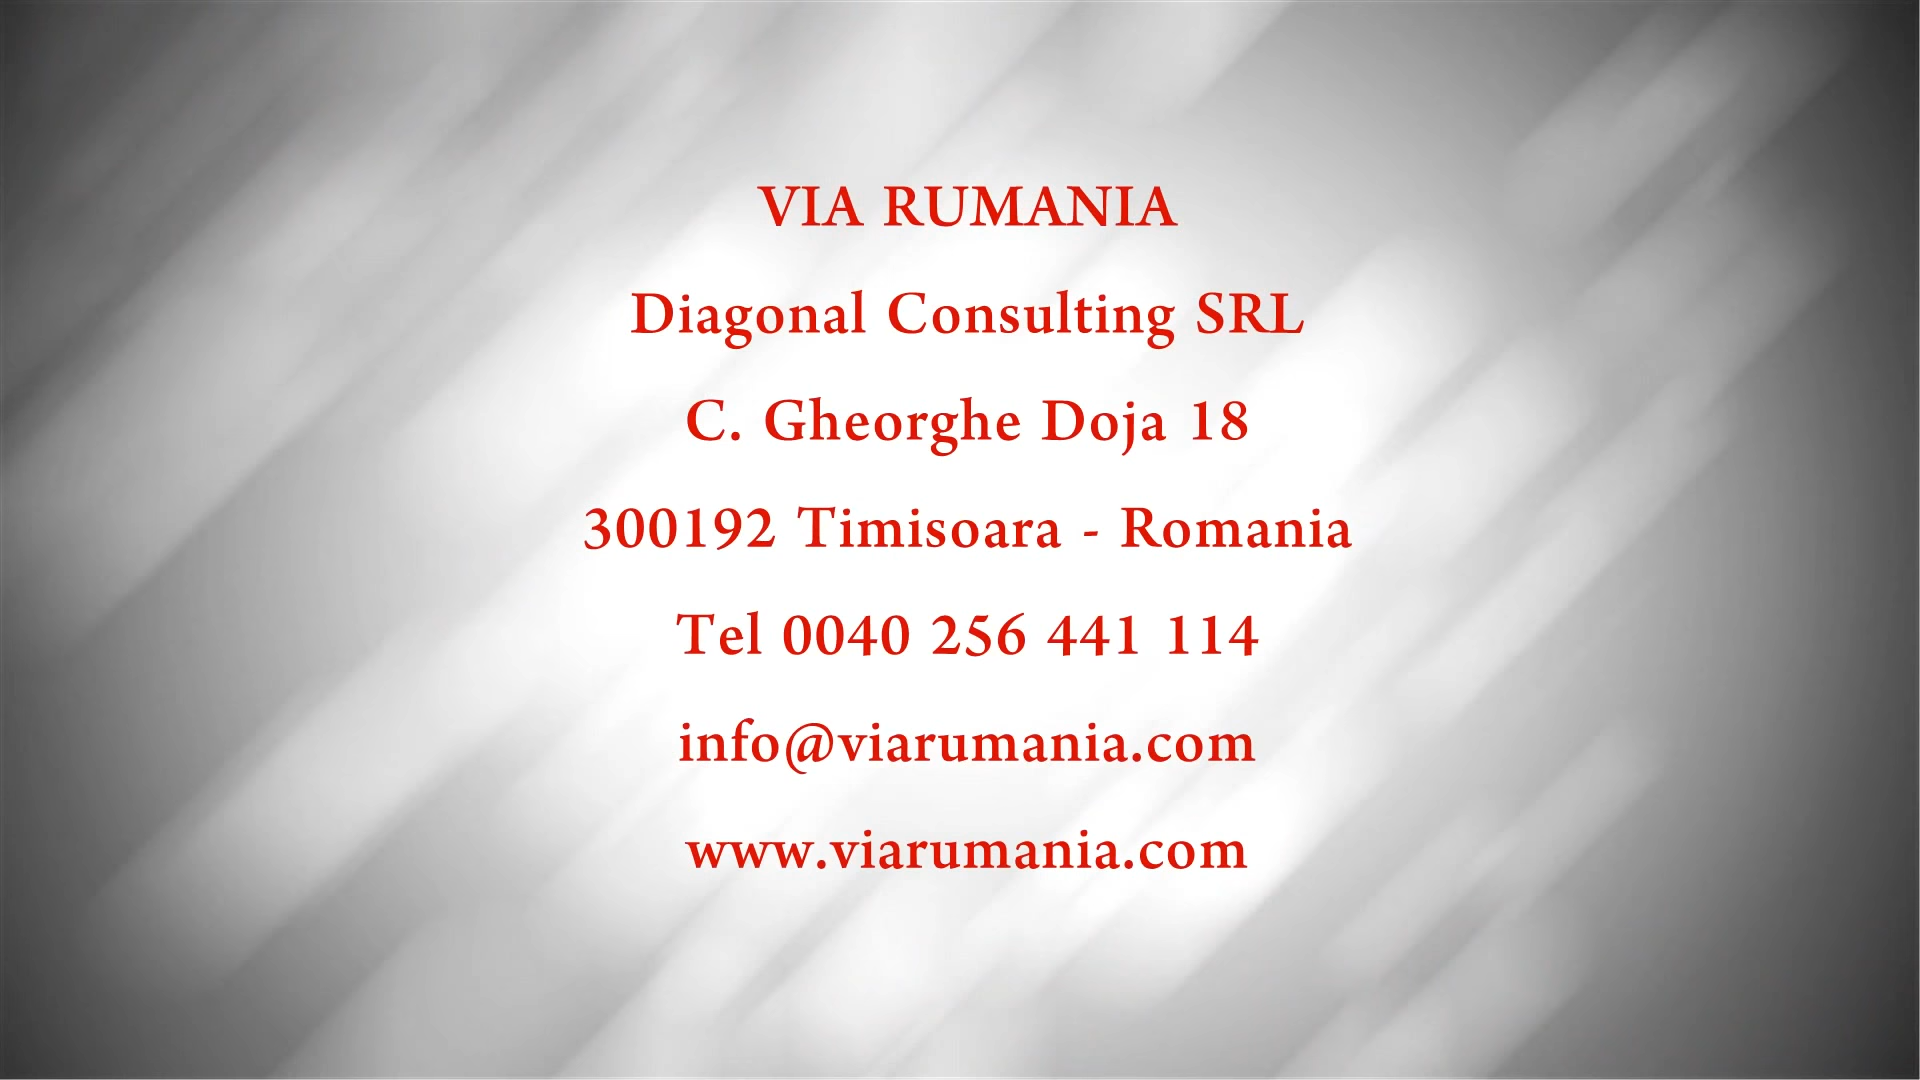 VIA RUMANIA
Diagonal Consulting SRL
C. Gheorghe Doja 18
300192 Timisoara - Romania
Tel 0040 256 441 114
info@viarumania.com
www.viarumania.com